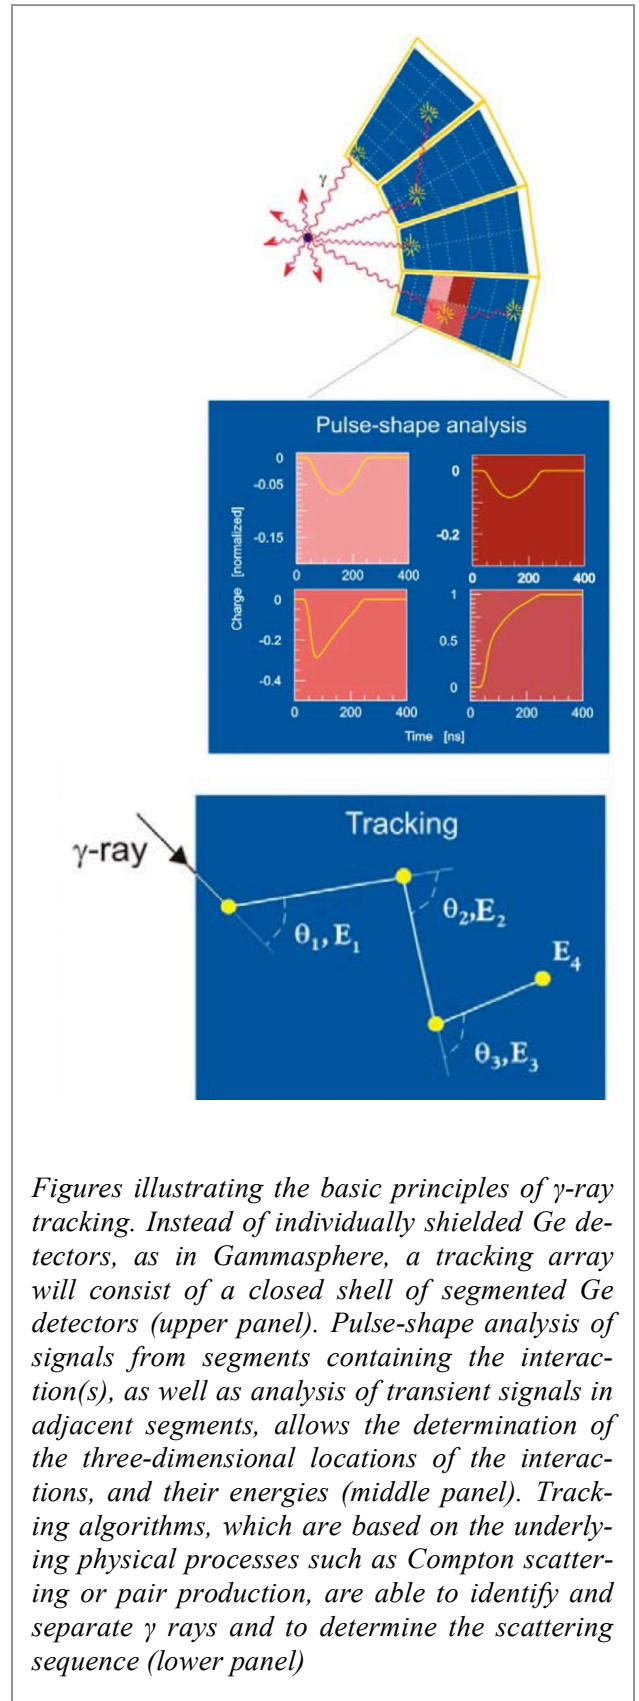 γ
Pulse-shape analysis
Charge [normalized]
0
-0.05
-0.15
0 200 400
0
-0.2
0 200 400
0
-0.2
-0.4
0 200 400
1
0.5
0
0 200 400
Time [ns]
Tracking
γ-ray
θ1, E1
θ2,E2
E4
θ3,E3
Figures illustrating the basic principles of γ-ray
tracking. Instead of individually shielded Ge de-
tectors, as in Gammasphere, a tracking array
will consist of a closed shell of segmented Ge
detectors (upper panel). Pulse-shape analysis of
signals from segments containing the interac-
tion(s), as well as analysis of transient signals in
adjacent segments, allows the determination of
the three-dimensional locations of the interac-
tions, and their energies (middle panel). Track-
ing algorithms, which are based on the underly-
ing physical processes such as Compton scatter-
ing or pair production, are able to identify and
separate γ rays and to determine the scattering
sequence (lower panel)